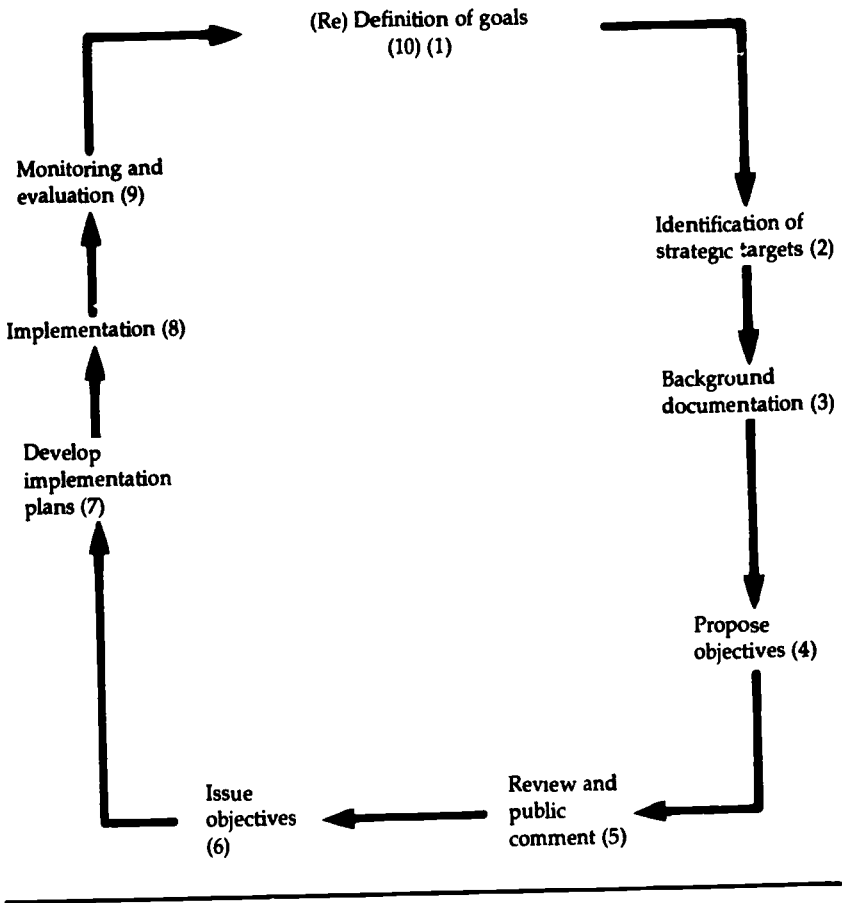 (Re) Definition of goals
(10) (1)
Identification of
strategic targets (2)
Background
documentation (3)
Propose
objectives (4)
Review and
public
comment (5)
Issue
objectives
(6)
Develop
implementation
plans (7)
Implementation (8)
Monitoring and
evaluation (9)